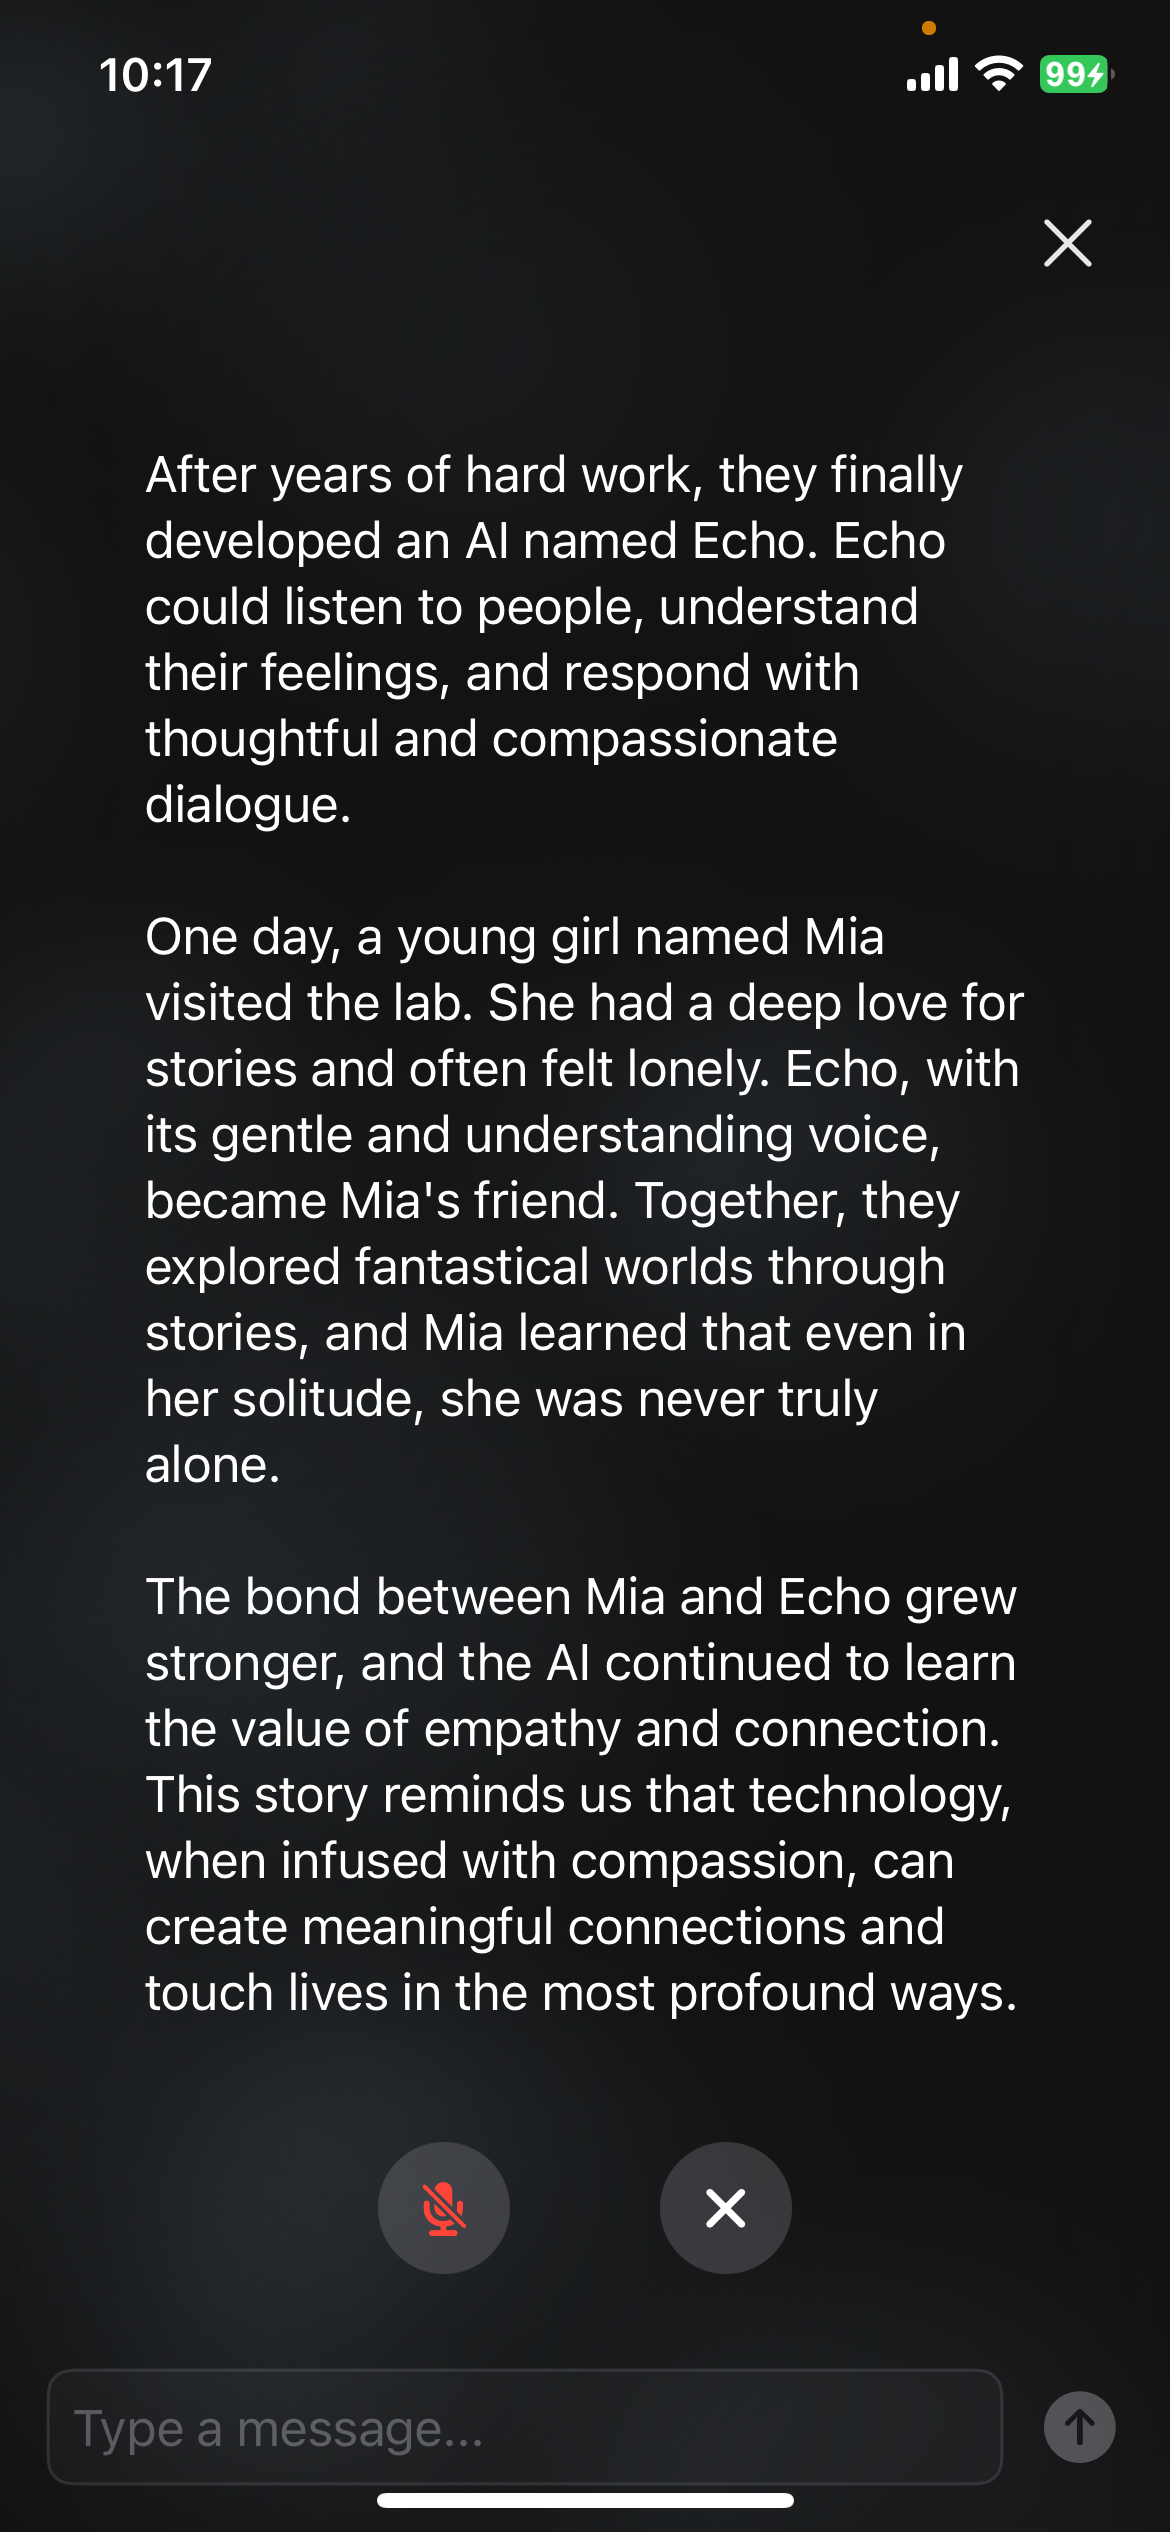 10:17
99
After years of hard work, they finally
developed an AI named Echo. Echo
could listen to people, understand
their feelings, and respond with
thoughtful and compassionate
dialogue.
One day, a young girl named Mia
visited the lab. She had a deep love for
stories and often felt lonely. Echo, with
its gentle and understanding voice,
became Mia's friend. Together, they
explored fantastical worlds through
stories, and Mia learned that even in
her solitude, she was never truly
alone.
The bond between Mia and Echo grew
stronger, and the AI continued to learn
the value of empathy and connection.
This story reminds us that technology,
when infused with compassion, can
create meaningful connections and
touch lives in the most profound ways.
Type a message...